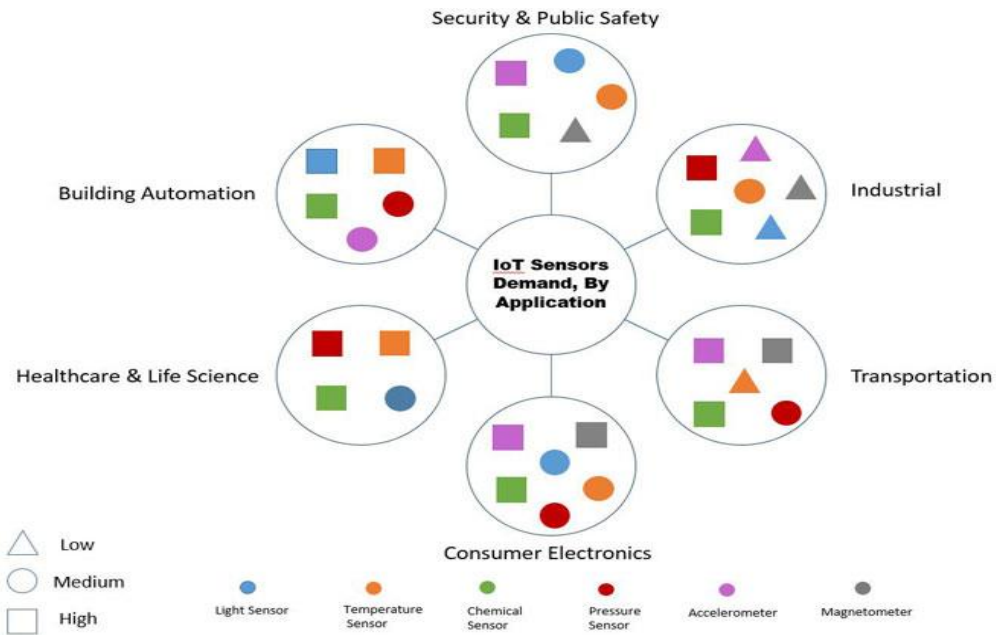 Security & Public Safety
Building Automation
Industrial
IoT Sensors
Demand, By
Application
Healthcare & Life Science
Transportation
Consumer Electronics
Low
Medium
High
Light Sensor
Temperature
Sensor
Chemical
Sensor
Pressure
Sensor
Accelerometer
Magnetometer